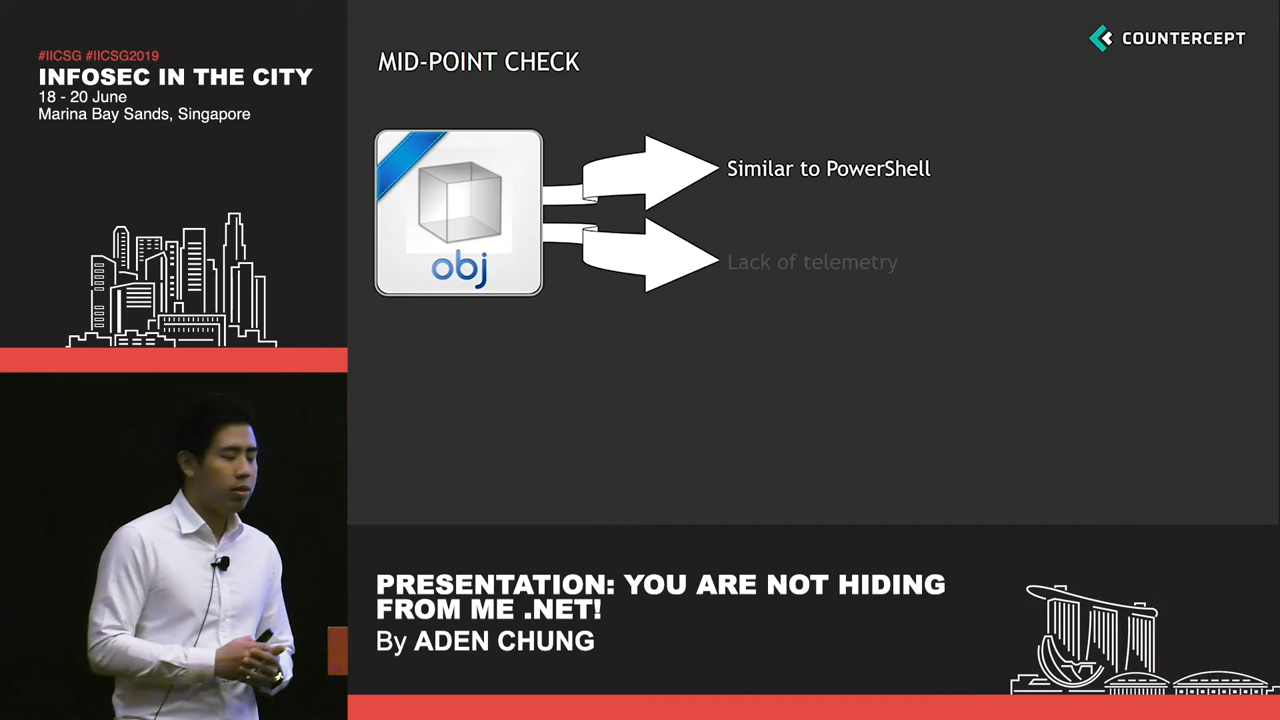 #IICSG #IICSG2019
INFOSEC IN THE CITY
18 - 20 June
Marina Bay Sands, Singapore
COUNTERCEPT
MID-POINT CHECK
obj
Similar to PowerShell
Lack of telemetry
PRESENTATION: YOU ARE NOT HIDING
FROM ME .NET!
By ADEN CHUNG